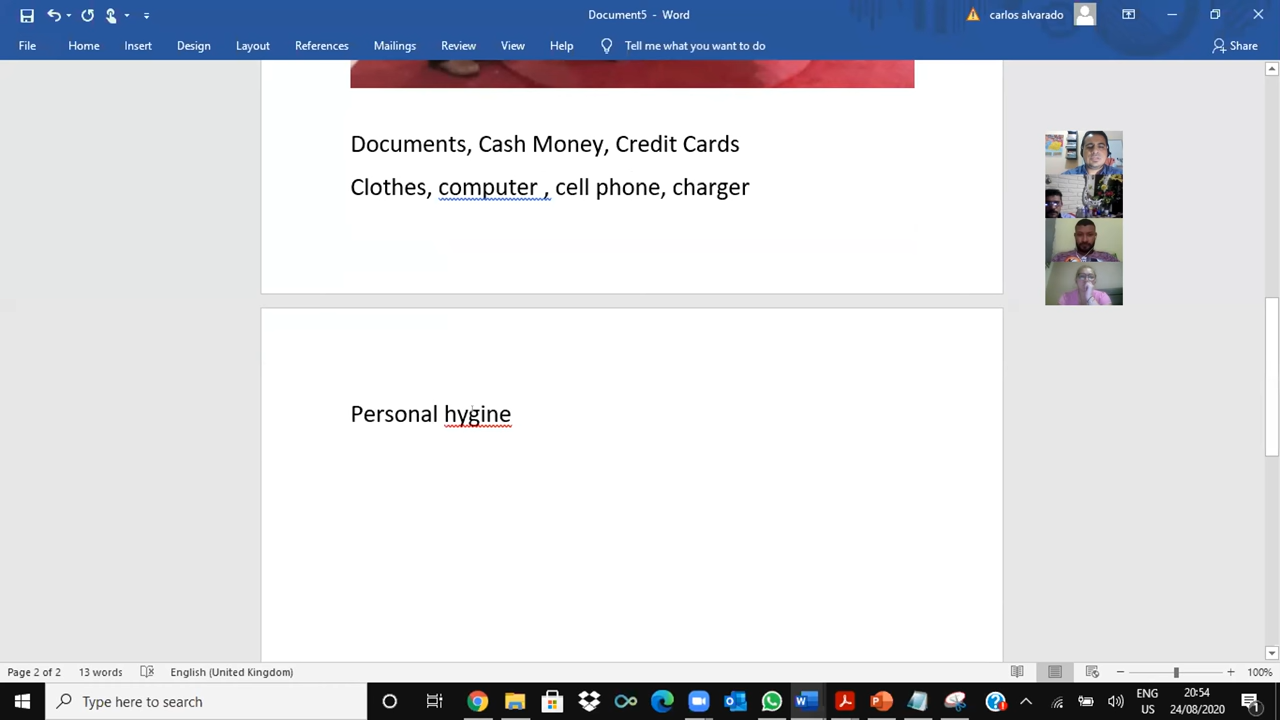 Document5 - Word
carlos alvarado
File Home Insert Design Layout References Mailings Review View Help Tell me what you want to do Share
Documents, Cash Money, Credit Cards
Clothes, computer , cell phone, charger
Personal hygine
Page 2 of 2 13 words English (United Kingdom) 100%
Type here to search
ENG 20:54
US 24/08/2020